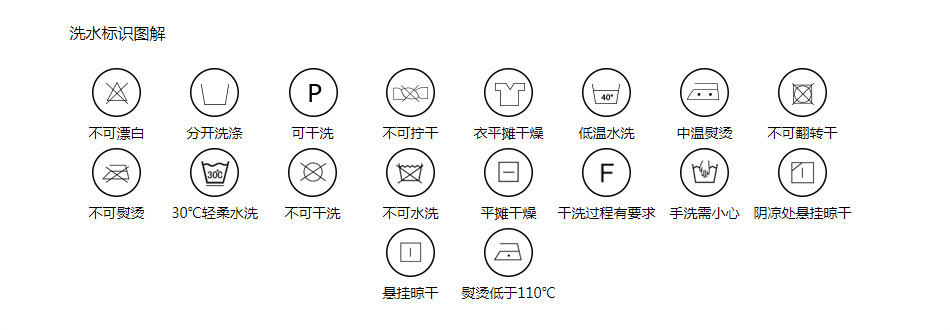 洗水标识图解
P
40°
不可漂白 分开洗涤 可干洗 不可拧干 衣平摊干燥 低温水洗 中温熨烫 不可翻转干
30℃ F
不可熨烫 30℃轻柔水洗 不可干洗 不可水洗 平摊干燥 干洗过程有要求 手洗需小心 阴凉处悬挂晾干
悬挂晾干 熨烫低于110℃